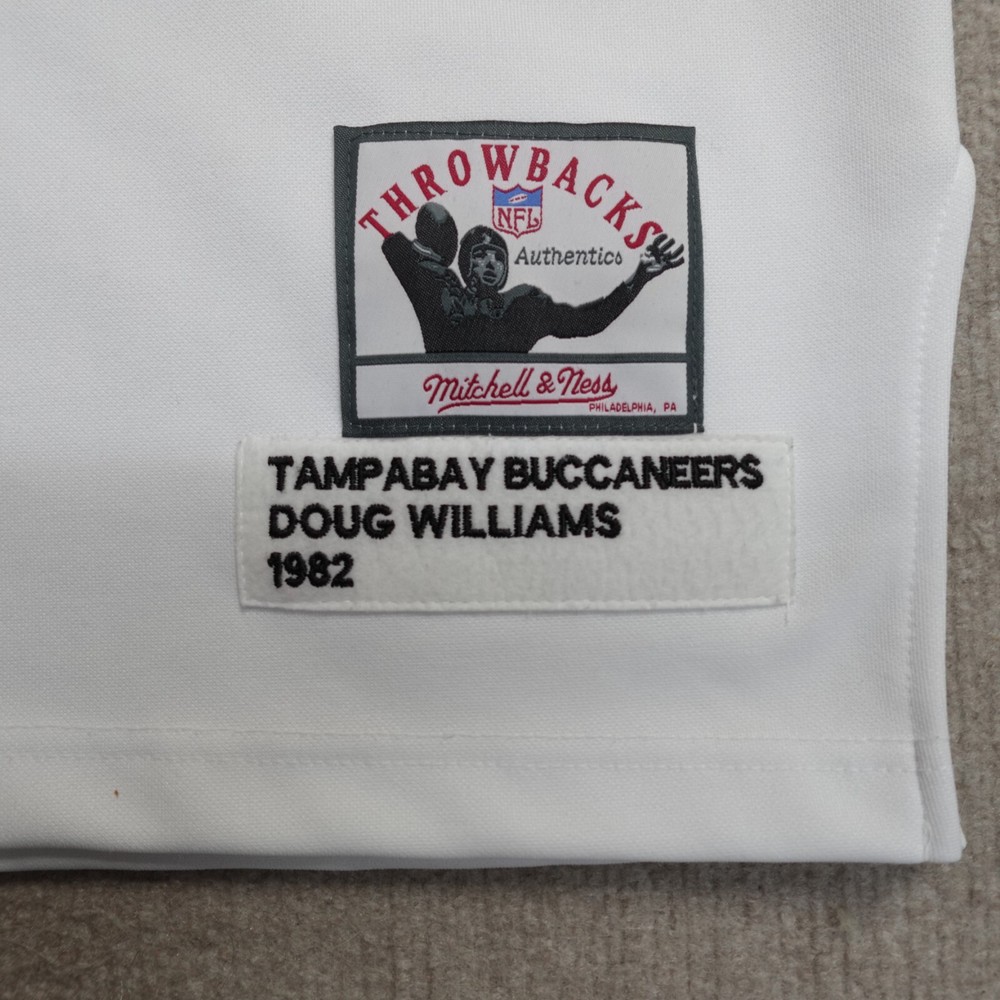 THROWBACKS
NFL
Authentics
Mitchell & Ness
PHILADELPHIA, PA
TAMPABAY BUCCANEERS
DOUG WILLIAMS
1982